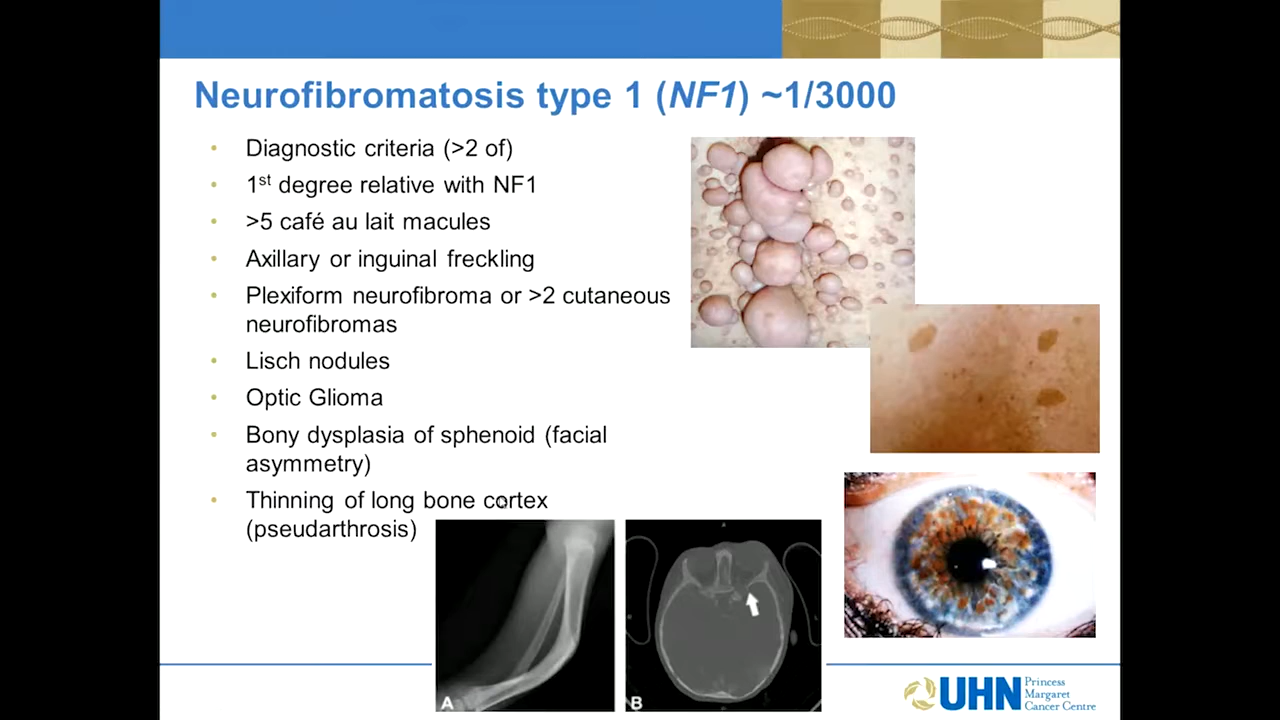 Neurofibromatosis type 1 (NF1) ~1/3000
• Diagnostic criteria (>2 of)
• 1st degree relative with NF1
• >5 café au lait macules
• Axillary or inguinal freckling
• Plexiform neurofibroma or >2 cutaneous
neurofibromas
• Lisch nodules
• Optic Glioma
• Bony dysplasia of sphenoid (facial
asymmetry)
• Thinning of long bone cortex
(pseudarthrosis)
A
B
UHN
Princess
Margaret
Cancer Centre